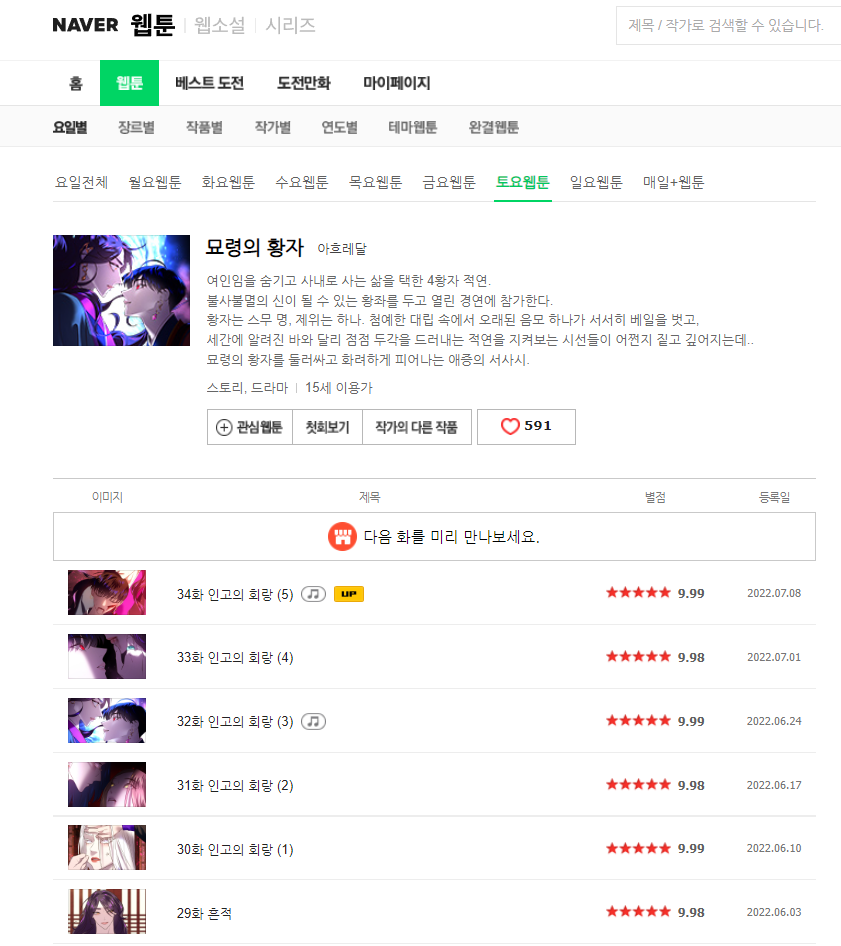 NAVER 웹툰 웹소설 시리즈
제목 / 작가로 검색할 수 있습니다.
홈 웹툰 베스트 도전 도전만화 마이페이지
요일별 장르별 작품별 작가별 연도별 테마웹툰 완결웹툰
요일전체 월요웹툰 화요웹툰 수요웹툰 목요웹툰 금요웹툰 토요웹툰 일요웹툰 매일+웹툰
묘령의 황자 아흐레달
여인임을 숨기고 사내로 사는 삶을 택한 4황자 적연.
불사불멸의 신이 될 수 있는 황좌를 두고 열린 경연에 참가한다.
황자는 스무 명, 제위는 하나. 첨예한 대립 속에서 오래된 음모 하나가 서서히 베일을 벗고,
세간에 알려진 바와 달리 점점 두각을 드러내는 적연을 지켜보는 시선들이 어쩐지 짙고 깊어지는데..
묘령의 황자를 둘러싸고 화려하게 피어나는 애증의 서사시.
스토리, 드라마 15세 이용가
관심웹툰 첫회보기 작가의 다른 작품 591
이미지 제목 별점 등록일
다음 화를 미리 만나보세요.
34화 인고의 회랑 (5) UP 9.99 2022.07.08
33화 인고의 회랑 (4) 9.98 2022.07.01
32화 인고의 회랑 (3) 9.99 2022.06.24
31화 인고의 회랑 (2) 9.98 2022.06.17
30화 인고의 회랑 (1) 9.99 2022.06.10
29화 흔적 9.98 2022.06.03